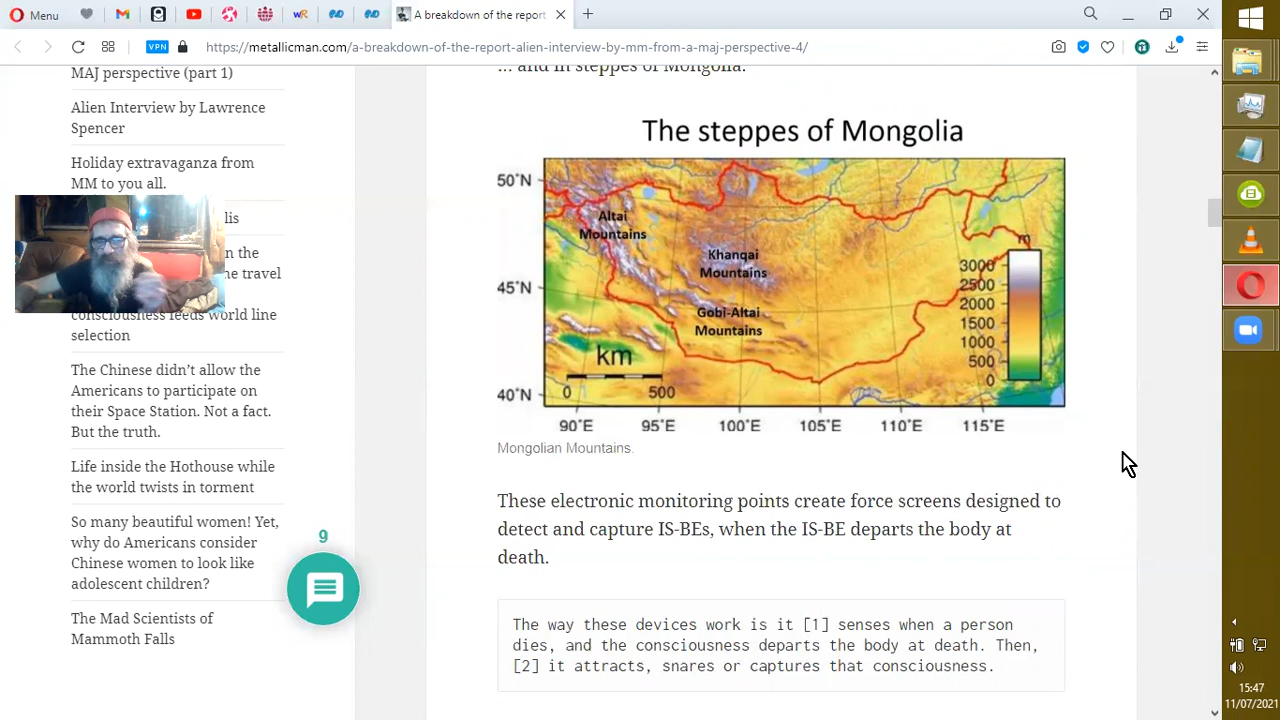 Menu
A breakdown of the report
VPN
https://metallicman.com/a-breakdown-of-the-report-alien-interview-by-mm-from-a-maj-perspective-4/
MAJ perspective (part 1)
Alien Interview by Lawrence
Spencer
Holiday extravaganza from
MM to you all.
lis
n the
ne travel
consciousness feeds world line
selection
The Chinese didn't allow the
Americans to participate on
their Space Station. Not a fact.
But the truth.
Life inside the Hothouse while
the world twists in torment
So many beautiful women! Yet,
why do Americans consider
Chinese women to look like
adolescent children?
The Mad Scientists of
Mammoth Falls
9
... and in steppes of Mongolia.
The steppes of Mongolia
50°N
45°N
40°N
Altai
Mountains
Khangai
Mountains
Gobi-Altai
Mountains
km
0 500
m
3000
2500
2000
1500
1000
500
0
90°E 95°E 100°E 105°E 110°E 115°E
Mongolian Mountains.
These electronic monitoring points create force screens designed to
detect and capture IS-BEs, when the IS-BE departs the body at
death.
The way these devices work is it [1] senses when a person
dies, and the consciousness departs the body at death. Then,
[2] it attracts, snares or captures that consciousness.
15:47
11/07/2021